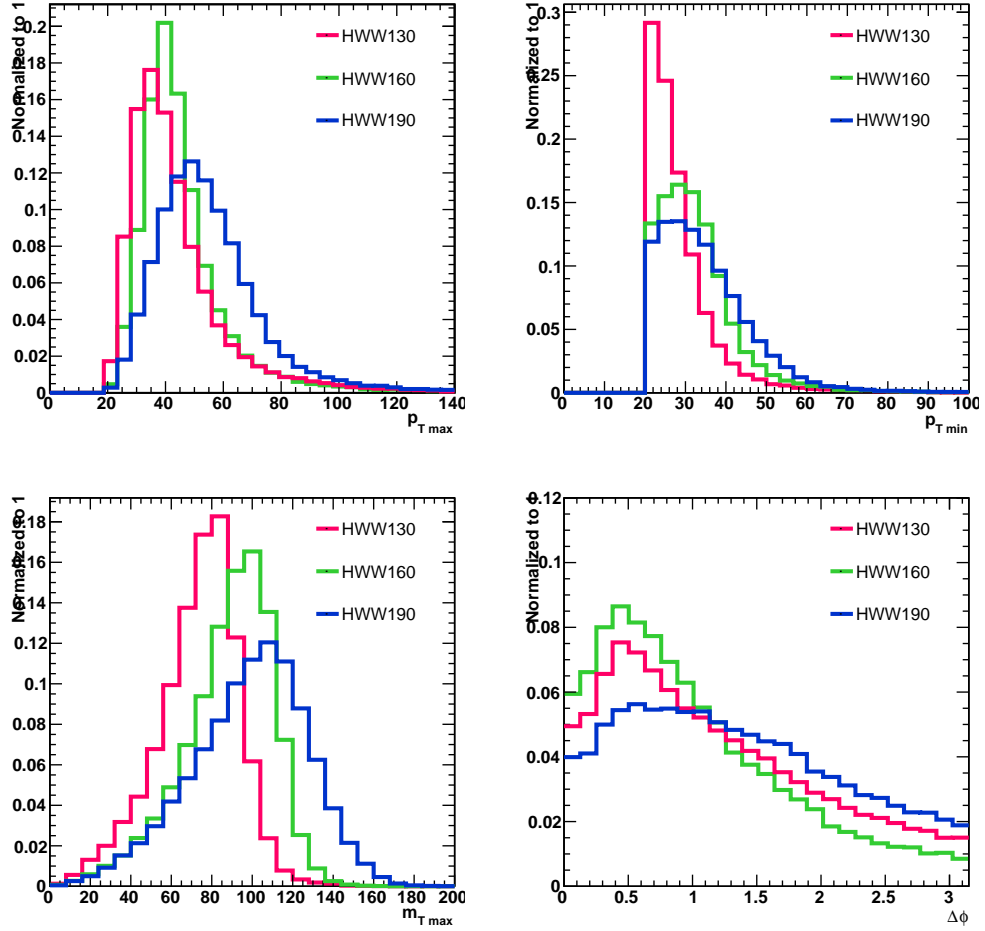 Normalized to 1
0.2
0.18
0.16
0.14
0.12
0.1
0.08
0.06
0.04
0.02
0
HWW130
HWW160
HWW190
0 20 40 60 80 100 120 140
p T max
Normalized to 1
0.3
0.25
0.2
0.15
0.1
0.05
0
HWW130
HWW160
HWW190
0 10 20 30 40 50 60 70 80 90 100
p T min
Normalized to 1
0.18
0.16
0.14
0.12
0.1
0.08
0.06
0.04
0.02
0
HWW130
HWW160
HWW190
0 20 40 60 80 100 120 140 160 180 200
m T max
Normalized to
0.12
0.1
0.08
0.06
0.04
0.02
0
HWW130
HWW160
HWW190
0 0.5 1 1.5 2 2.5 3
Δϕ